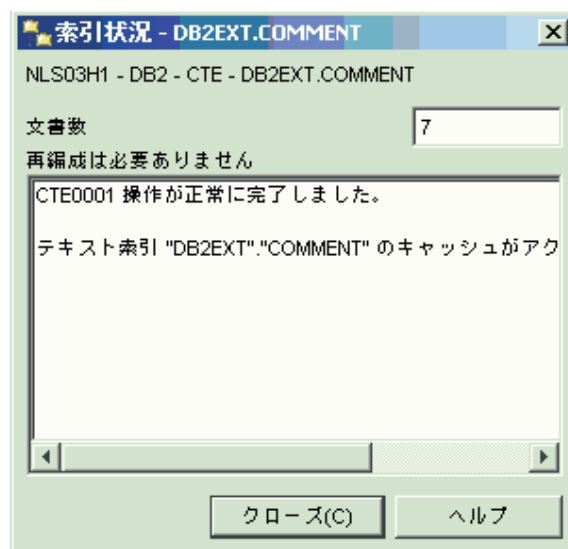 索引状況 - DB2EXT.COMMENT
NLS03H1 - DB2 - CTE - DB2EXT.COMMENT
文書数 7
再編成は必要ありません
CTE0001 操作が正常に完了しました。
テキスト索引 "DB2EXT"."COMMENT" のキャッシュがアク
クローズ(C) ヘルプ